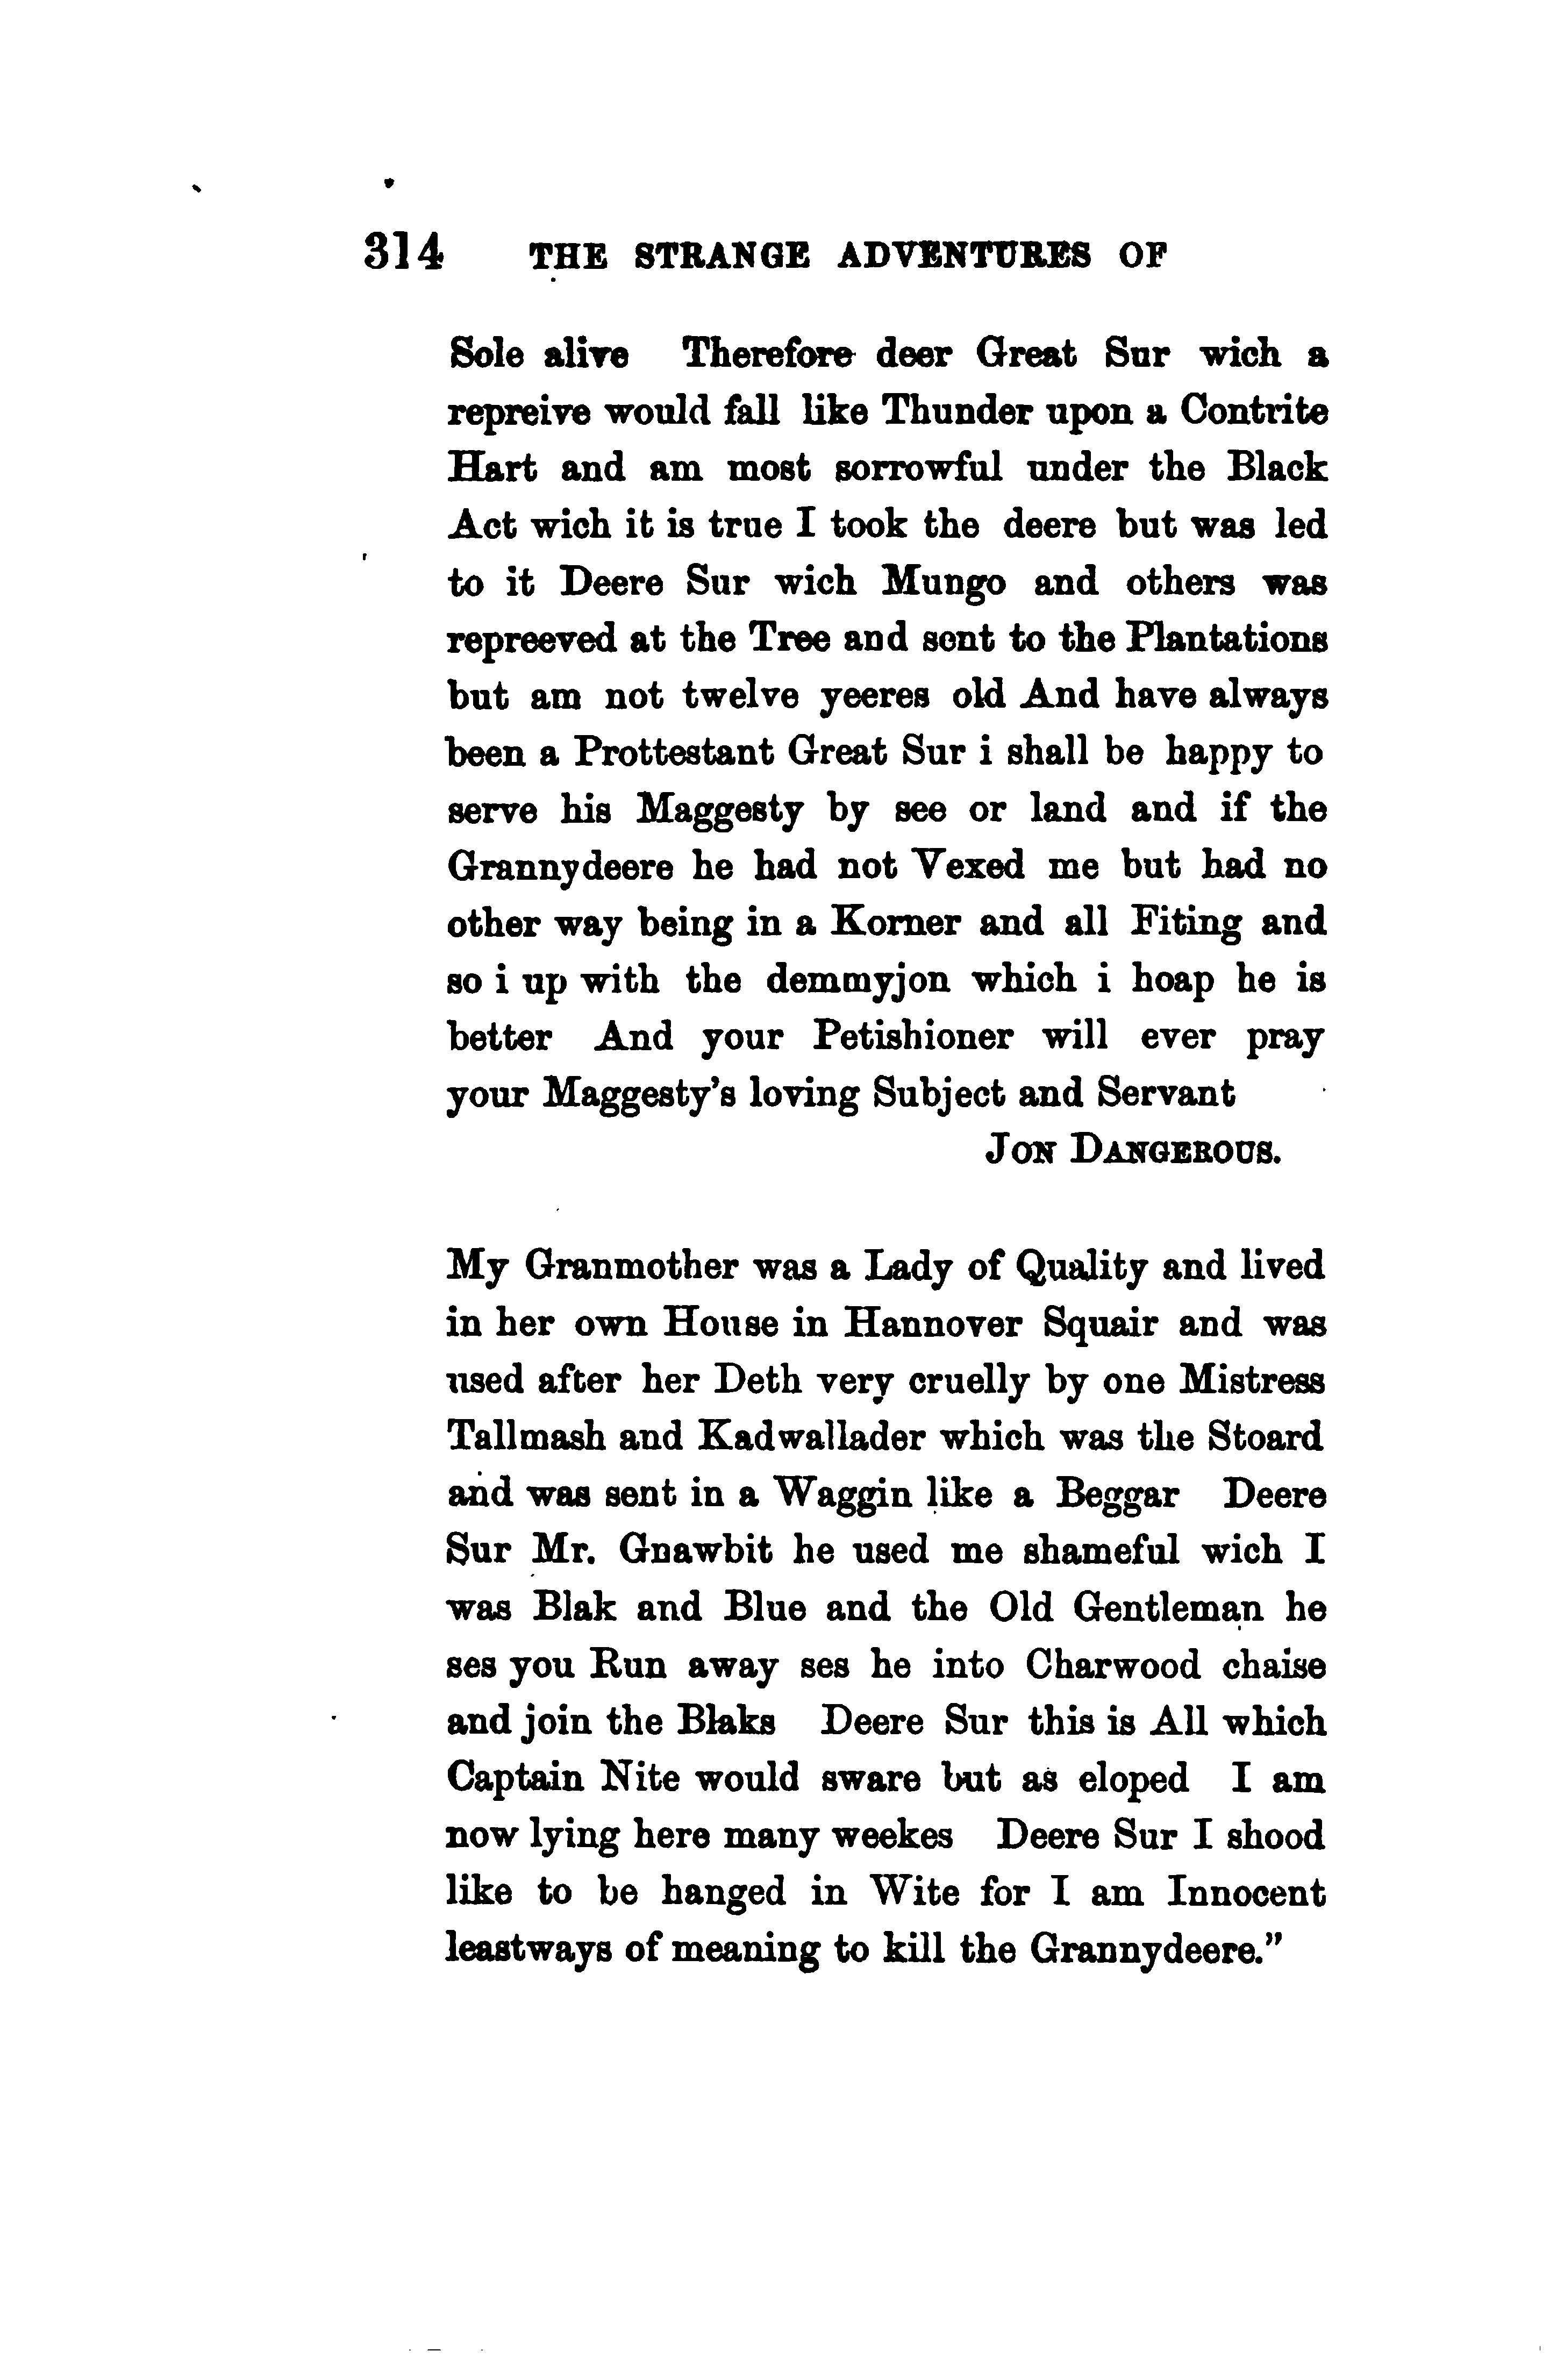 314 THE STRANGE ADVENTURES OF
Sole alive Therefore deer Great Sur wich a
repreive would fall like Thunder upon a Contrite
Hart and am most sorrowful under the Black
Act wich it is true I took the deere but was led
to it Deere Sur wich Mungo and others was
repreeved at the Tree and sent to the Plantations
but am not twelve yeeres old And have always
been a Prottestant Great Sur i shall be happy to
serve his Maggesty by see or land and if the
Grannydeere he had not Vexed me but had no
other way being in a Korner and all Fiting and
so i up with the demmyjon which i hoap he is
better And your Petishioner will ever pray
your Maggesty's loving Subject and Servant
JON DANGEROUS.
My Granmother was a Lady of Quality and lived
in her own House in Hannover Squair and was
used after her Deth very cruelly by one Mistress
Tallmash and Kadwallader which was the Stoard
and was sent in a Waggin like a Beggar Deere
Sur Mr. Gnawbit he used me shameful wich I
was Blak and Blue and the Old Gentleman he
ses you Run away ses he into Charwood chaise
and join the Blaks Deere Sur this is All which
Captain Nite would sware but as eloped I am
now lying here many weekes Deere Sur I shood
like to be hanged in Wite for I am Innocent
leastways of meaning to kill the Grannydeere."